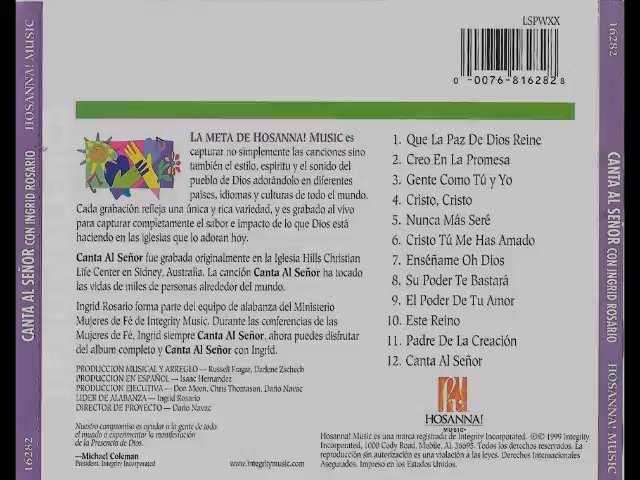 16282 HOSANNA! MUSIC
CANTA AL SEÑOR CON INGRID ROSARIO
16282
LSPWXX
0 -0076-816282 8
LA META DE HOSANNA! MUSIC es
capturar no simplemente las canciones sino
también el estilo, espíritu y el sonido del
pueblo de Dios adorándolo en diferentes
países, idiomas y culturas de todo el mundo.
Cada grabación refleja una única y rica variedad, y es grabado al vivo
para capturar completamente el sabor e impacto de lo que Dios está
haciendo en las iglesias que lo adoran hoy.
Canta Al Señor fue grabada originalmente en la Iglesia Hills Christian
Life Center en Sidney, Australia. La canción Canta Al Señor ha tocado
las vidas de miles de personas alrededor del mundo.
Ingrid Rosario forma parte del equipo de alabanza del Ministerio
Mujeres de Fé de Integrity Music. Durante las conferencias de las
Mujeres de Fé, Ingrid siempre Canta Al Señor, ahora puedes disfrutar
del album completo y Canta Al Señor con Ingrid.
PRODUCCION MUSICAL Y ARREGLO — Russell Fragar, Darlene Zschech
PRODUCCION EN ESPAÑOL — Isaac Hernandez
PRODUCCION EJECUTIVA — Don Moen, Chris Thomason, Dario Navac
LIDER DE ALABANZA — Ingrid Rosario
DIRECTOR DE PROYECTO — Dario Navac
Nuestro compromiso es ayudar a la gente de todo
el mundo a experimentar la manifestación
de la Presencia de Dios.
—Michael Coleman
President, Integrity Incorporated
www.integritymusic.com
1. Que La Paz De Dios Reine
2. Creo En La Promesa
3. Gente Como Tú y Yo
4. Cristo, Cristo
5. Nunca Más Seré
6. Cristo Tú Me Has Amado
7. Enséñame Oh Dios
8. Su Poder Te Bastará
9. El Poder De Tu Amor
10. Este Reino
11. Padre De La Creación
12. Canta Al Señor
HOSANNA!
MUSIC
Hosanna! Music es una marca registrada de Integrity Incorporated. ℗© 1999 Integrity
Incorporated, 1000 Cody Road, Mobile, AL 36695. Todos los derechos reservados. La
reproducción sin autorización es una violación a las leyes. Derechos Internacionales
Asegurados. Impreso en los Estados Unidos.
16282
CANTA AL SEÑOR CON INGRID ROSARIO
HOSANNA! MUSIC 16282